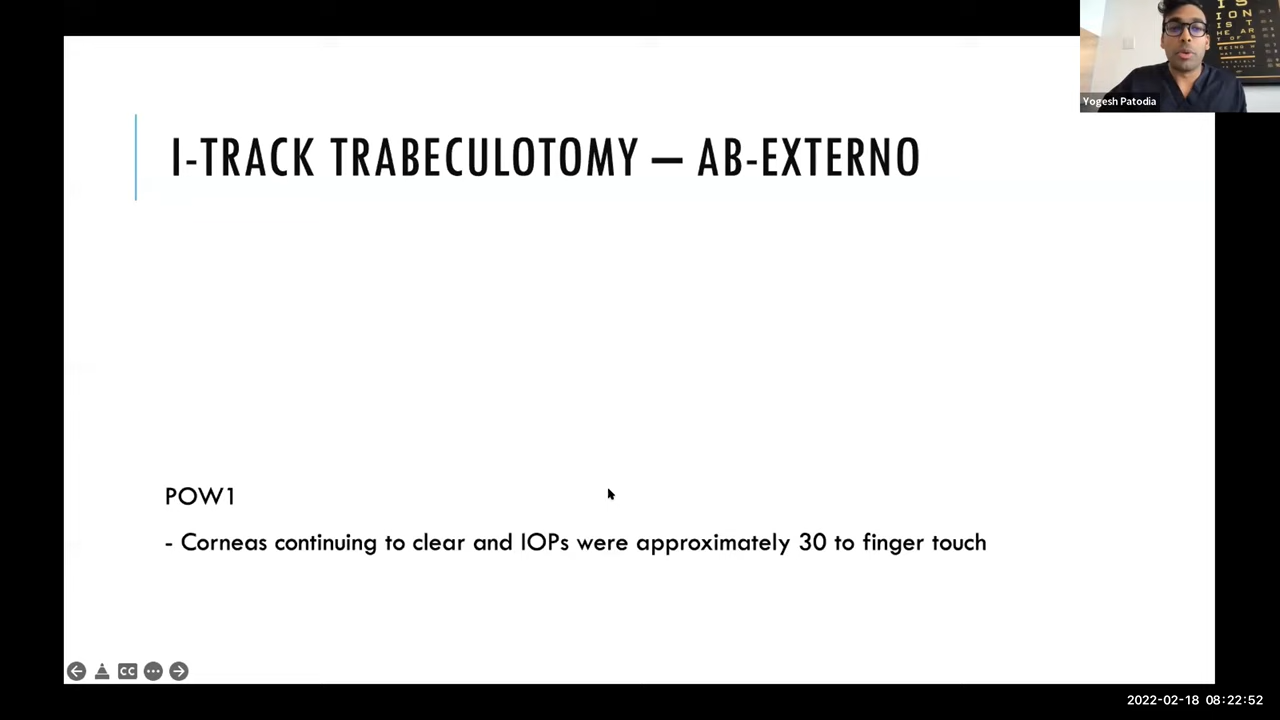 I-TRACK TRABECULOTOMY – AB-EXTERNO
Yogesh Patodia
POW1
- Corneas continuing to clear and IOPs were approximately 30 to finger touch
CC
2022-02-18 08:22:52